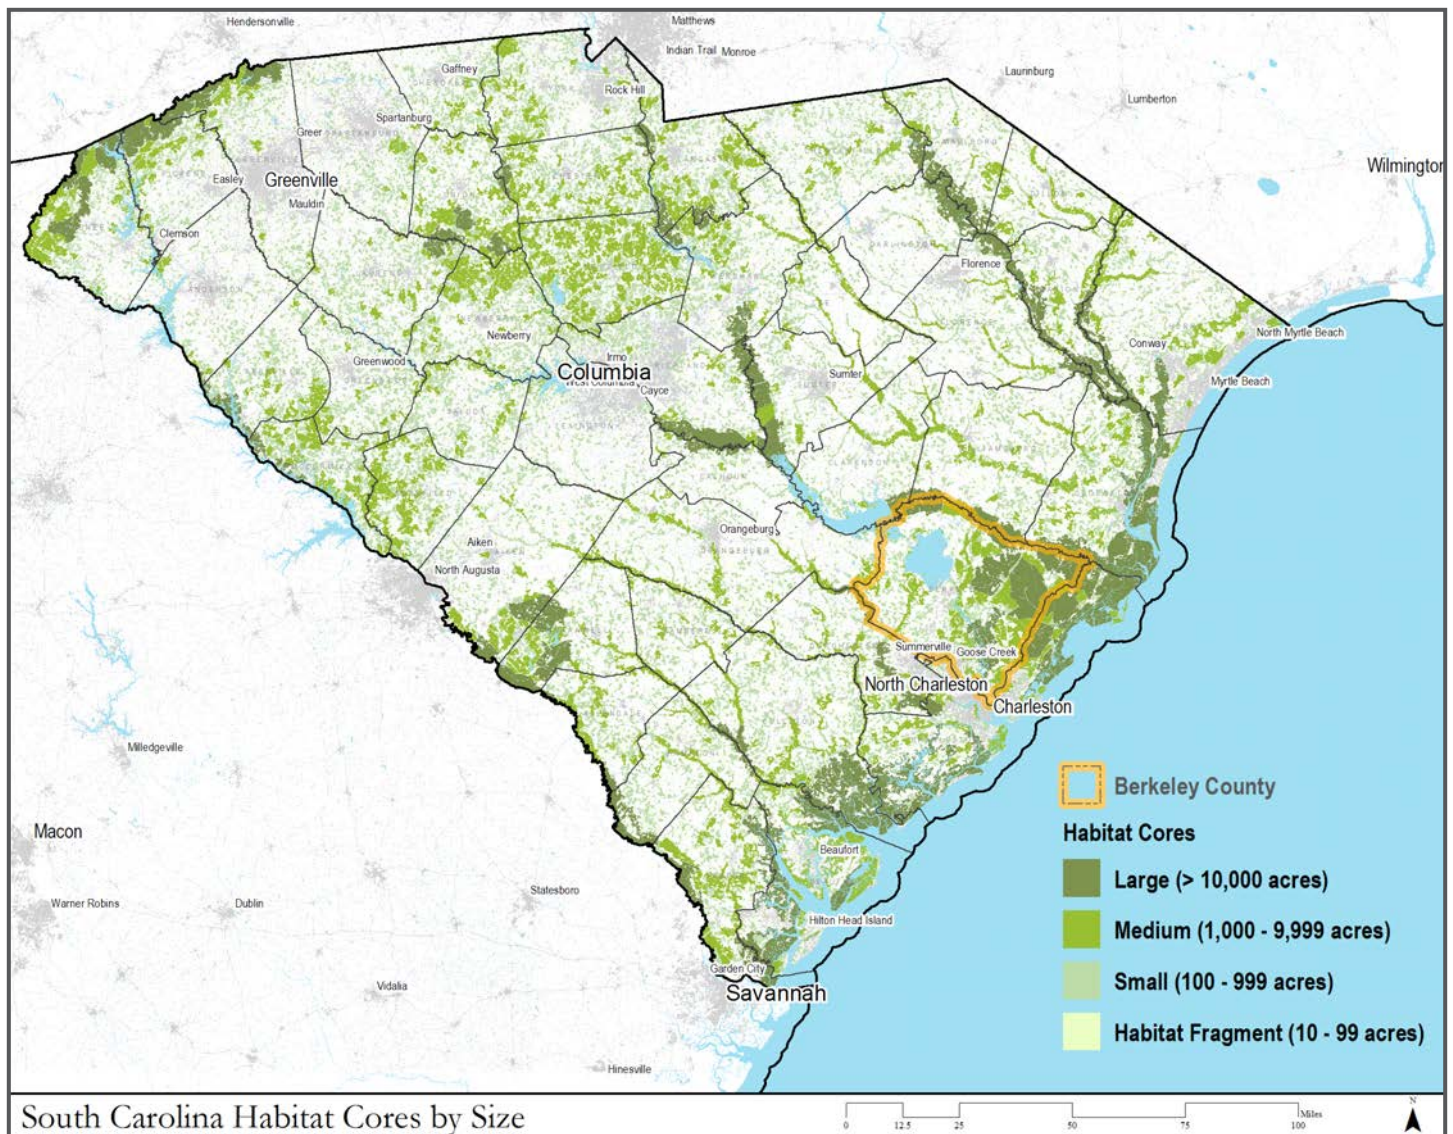 Hendersonville
Matthews
Indian Trail
Monroe
Gaffney
Laurinburg
Rock Hill
Lumberton
Spartanburg
Greer
Wilmington
Easley
Greenville
Mauldin
Clemson
Florence
North Myrtle Beach
Newberry
Conway
Greenwood
Irmo
Columbia
West Columbia
Cayce
Sumter
Myrtle Beach
Orangeburg
Aiken
North Augusta
Summerville
Goose Creek
North Charleston
Charleston
Milledgeville
Berkeley County
Macon
Habitat Cores
Beaufort
Large (> 10,000 acres)
Statesboro
Warner Robins
Dublin
Hilton Head Island
Medium (1,000 - 9,999 acres)
Garden City
Small (100 - 999 acres)
Vidalia
Savannah
Habitat Fragment (10 - 99 acres)
Hinesville
South Carolina Habitat Cores by Size
0 12.5 25 50 75 100
Miles
N